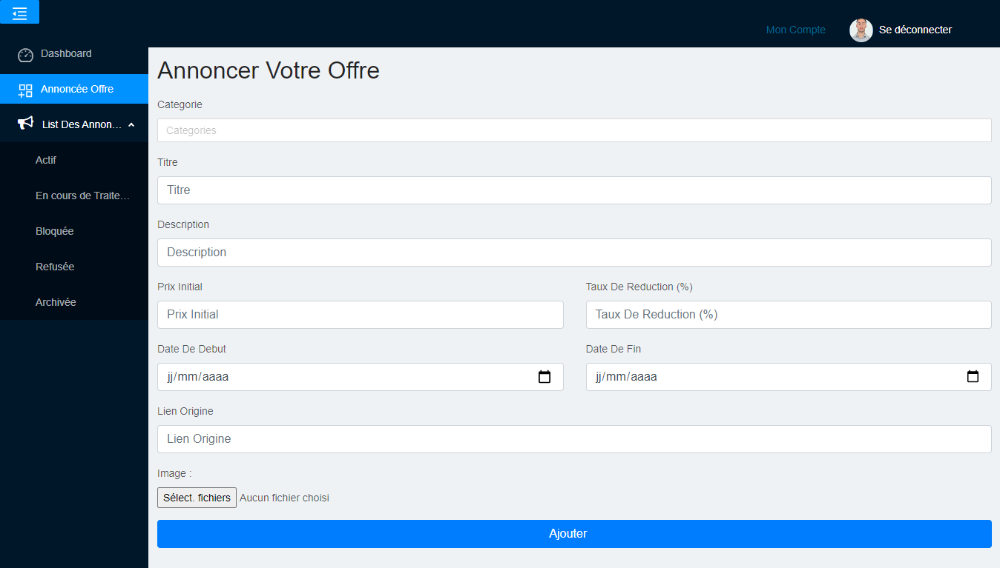 Mon Compte
Se déconnecter
Dashboard
Annoncée Offre
List Des Annon...
Actif
En cours de Traite...
Bloquée
Refusée
Archivée
Annoncer Votre Offre
Categorie
Categories
Titre
Titre
Description
Description
Prix Initial
Taux De Reduction (%)
Prix Initial
Taux De Reduction (%)
Date De Debut
Date De Fin
jj/mm/aaaa
jj/mm/aaaa
Lien Origine
Lien Origine
Image :
Sélect. fichiers Aucun fichier choisi
Ajouter